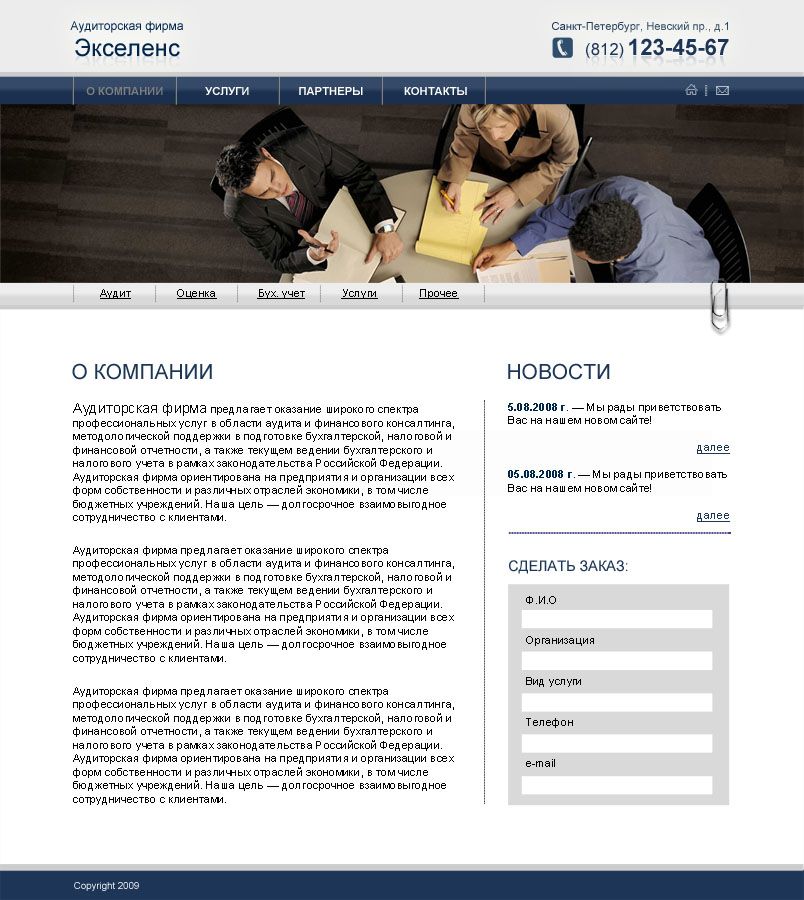 Аудиторская фирма
Экселенс
Санкт-Петербург, Невский пр., д.1
(812) 123-45-67
О КОМПАНИИ
УСЛУГИ
ПАРТНЕРЫ
КОНТАКТЫ
Аудит
Оценка
Бух. учет
Услуги
Прочее
О КОМПАНИИ
Аудиторская фирма предлагает оказание широкого спектра
профессиональных услуг в области аудита и финансового консалтинга,
методологической поддержки в подготовке бухгалтерской, налоговой и
финансовой отчетности, а также текущем ведении бухгалтерского и
налогового учета в рамках законодательства Российской Федерации.
Аудиторская фирма ориентирована на предприятия и организации всех
форм собственности и различных отраслей экономики, в том числе
бюджетных учреждений. Наша цель — долгосрочное взаимовыгодное
сотрудничество с клиентами.
Аудиторская фирма предлагает оказание широкого спектра
профессиональных услуг в области аудита и финансового консалтинга,
методологической поддержки в подготовке бухгалтерской, налоговой и
финансовой отчетности, а также текущем ведении бухгалтерского и
налогового учета в рамках законодательства Российской Федерации.
Аудиторская фирма ориентирована на предприятия и организации всех
форм собственности и различных отраслей экономики, в том числе
бюджетных учреждений. Наша цель — долгосрочное взаимовыгодное
сотрудничество с клиентами.
Аудиторская фирма предлагает оказание широкого спектра
профессиональных услуг в области аудита и финансового консалтинга,
методологической поддержки в подготовке бухгалтерской, налоговой и
финансовой отчетности, а также текущем ведении бухгалтерского и
налогового учета в рамках законодательства Российской Федерации.
Аудиторская фирма ориентирована на предприятия и организации всех
форм собственности и различных отраслей экономики, в том числе
бюджетных учреждений. Наша цель — долгосрочное взаимовыгодное
сотрудничество с клиентами.
НОВОСТИ
5.08.2008 г. — Мы рады приветствовать
Вас на нашем новом сайте!
далее
05.08.2008 г. — Мы рады приветствовать
Вас на нашем новом сайте!
далее
СДЕЛАТЬ ЗАКАЗ:
Ф.И.О
Организация
Вид услуги
Телефон
e-mail
Copyright 2009